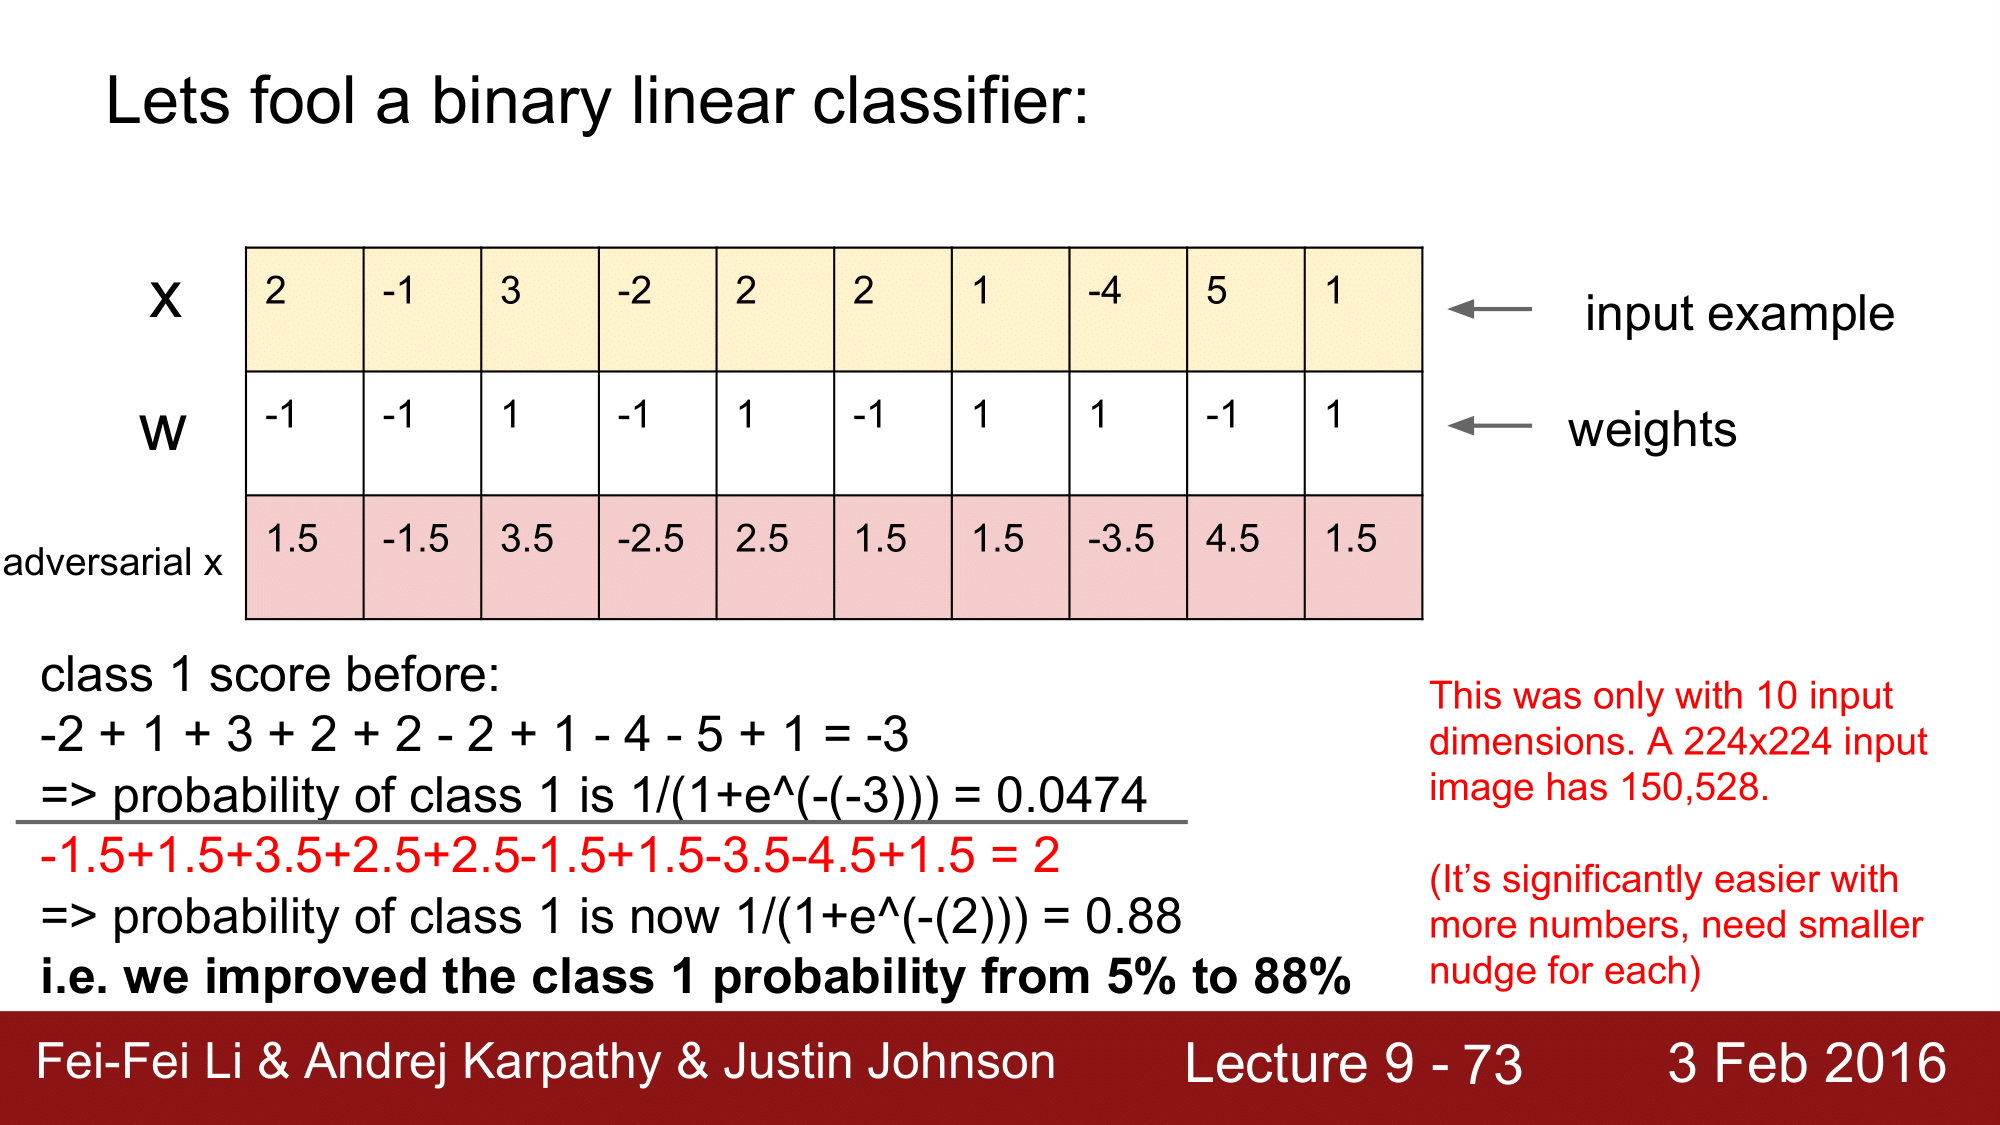 Lets fool a binary linear classifier:
x 2 -1 3 -2 2 2 1 -4 5 1 input example
w -1 -1 1 -1 1 -1 1 1 -1 1 weights
adversarial x 1.5 -1.5 3.5 -2.5 2.5 1.5 1.5 -3.5 4.5 1.5
class 1 score before:
-2 + 1 + 3 + 2 + 2 - 2 + 1 - 4 - 5 + 1 = -3
=> probability of class 1 is 1/(1+e^(-(-3))) = 0.0474
-1.5+1.5+3.5+2.5+2.5-1.5+1.5-3.5-4.5+1.5 = 2
=> probability of class 1 is now 1/(1+e^(-(2))) = 0.88
i.e. we improved the class 1 probability from 5% to 88%
This was only with 10 input
dimensions. A 224x224 input
image has 150,528.
(It’s significantly easier with
more numbers, need smaller
nudge for each)
Fei-Fei Li & Andrej Karpathy & Justin Johnson Lecture 9 - 73 3 Feb 2016